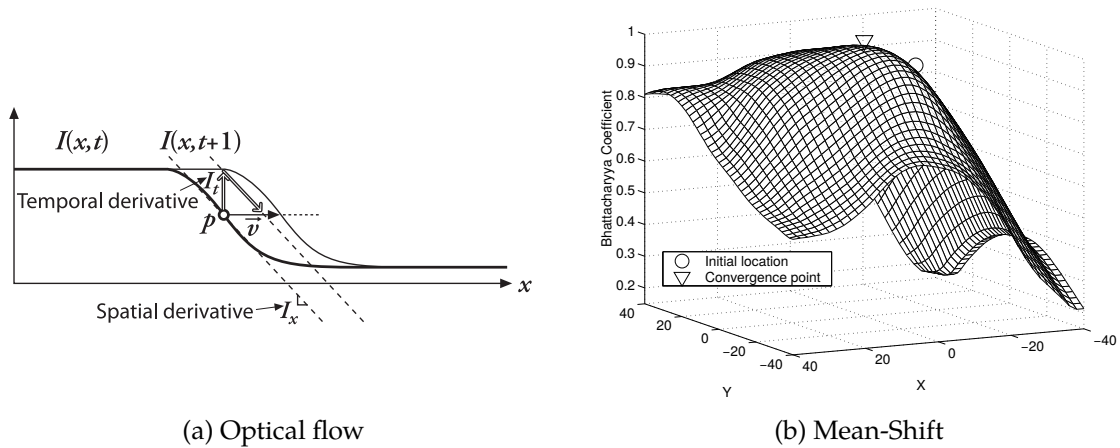 I(x,t) I(x,t+1)
I_t
Temporal derivative
p
v
x
Spatial derivative
I_x
(a) Optical flow
1
0.9
0.8
0.7
0.6
0.5
0.4
0.3
0.2
Bhattacharyya Coefficient
Initial location
Convergence point
40
20
0
−20
−40
Y
40
20
0
−20
−40
X
(b) Mean-Shift